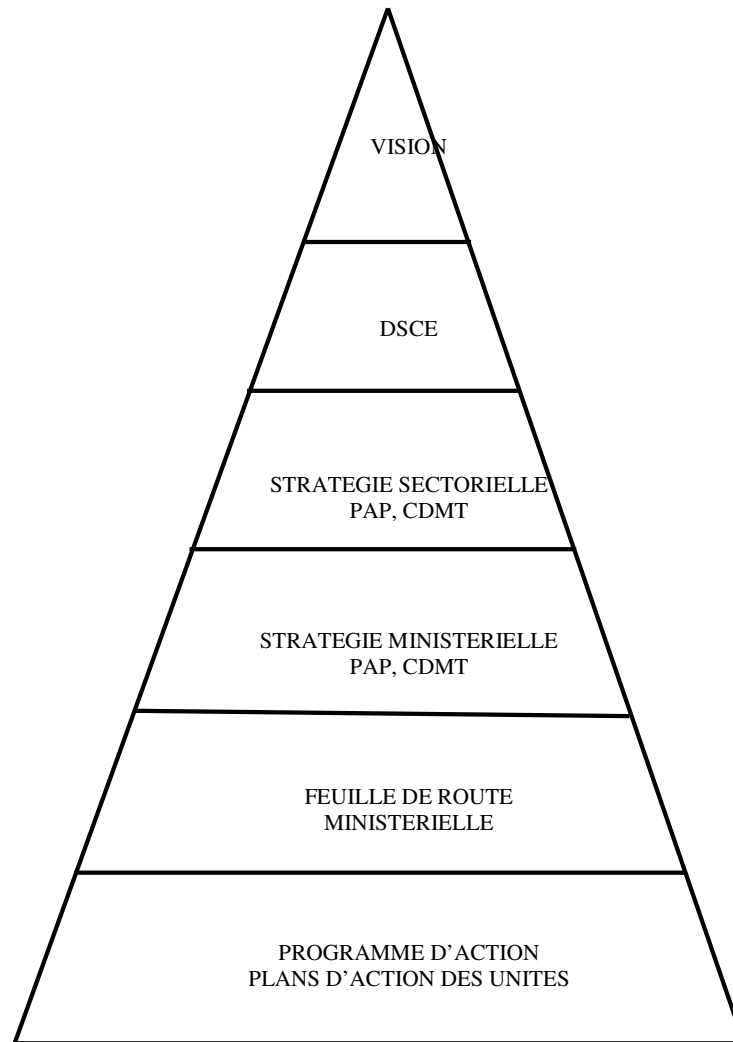 VISION
DSCE
STRATEGIE SECTORIELLE
PAP, CDMT
STRATEGIE MINISTERIELLE
PAP, CDMT
FEUILLE DE ROUTE
MINISTERIELLE
PROGRAMME D’ACTION
PLANS D’ACTION DES UNITES